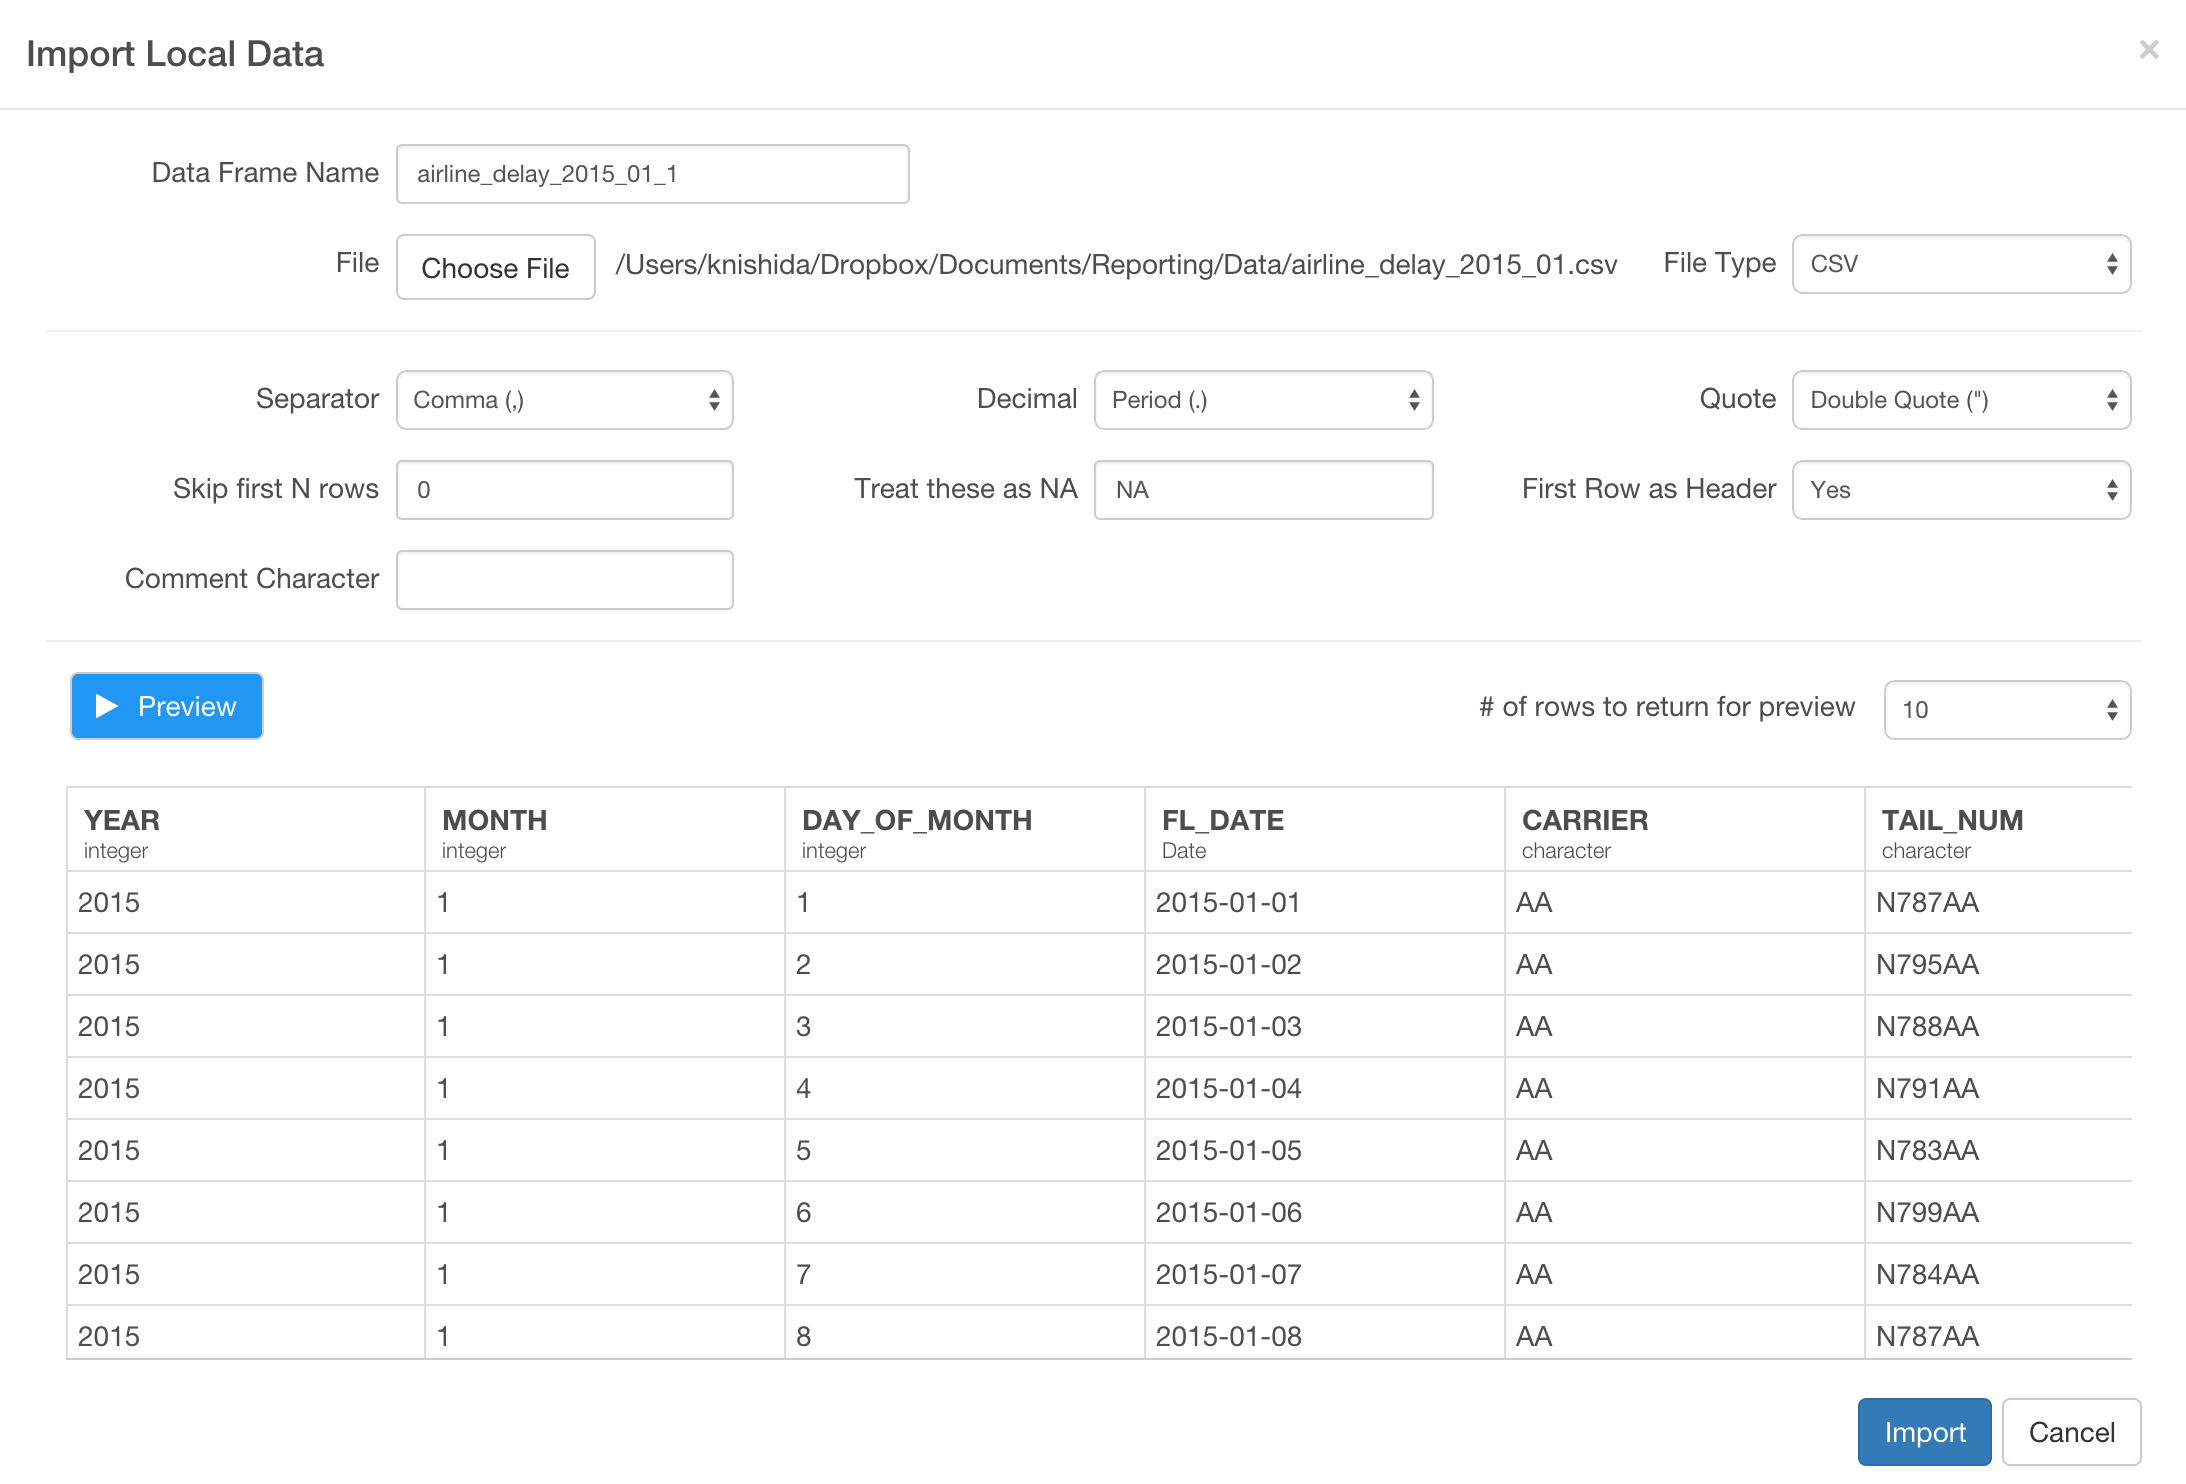 Import Local Data ×
Data Frame Name airline_delay_2015_01_1
File Choose File /Users/knishida/Dropbox/Documents/Reporting/Data/airline_delay_2015_01.csv File Type CSV
Separator Comma (,) Decimal Period (.) Quote Double Quote (")
Skip first N rows 0 Treat these as NA NA First Row as Header Yes
Comment Character
Preview # of rows to return for preview 10
YEAR MONTH DAY_OF_MONTH FL_DATE CARRIER TAIL_NUM
integer integer integer Date character character
2015 1 1 2015-01-01 AA N787AA
2015 1 2 2015-01-02 AA N795AA
2015 1 3 2015-01-03 AA N788AA
2015 1 4 2015-01-04 AA N791AA
2015 1 5 2015-01-05 AA N783AA
2015 1 6 2015-01-06 AA N799AA
2015 1 7 2015-01-07 AA N784AA
2015 1 8 2015-01-08 AA N787AA
Import Cancel